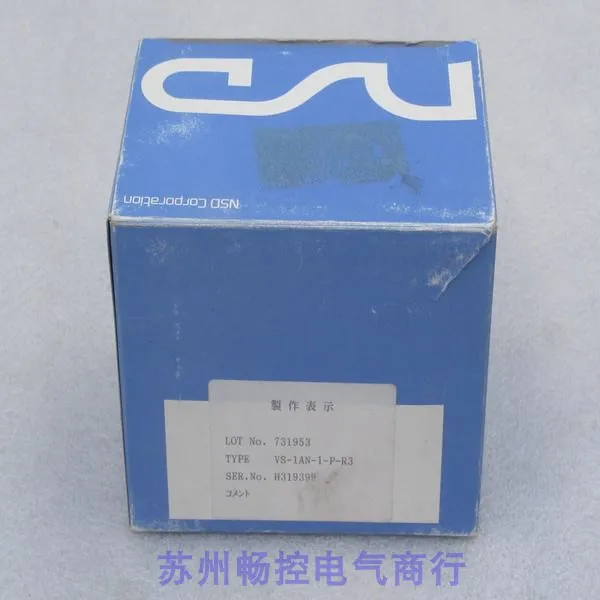 NSD
NSD Corporation
製作表示
LOT No. 731953
TYPE VS-1AN-1-P-R3
SER.No. H319399
コメント
苏州畅控电气商行